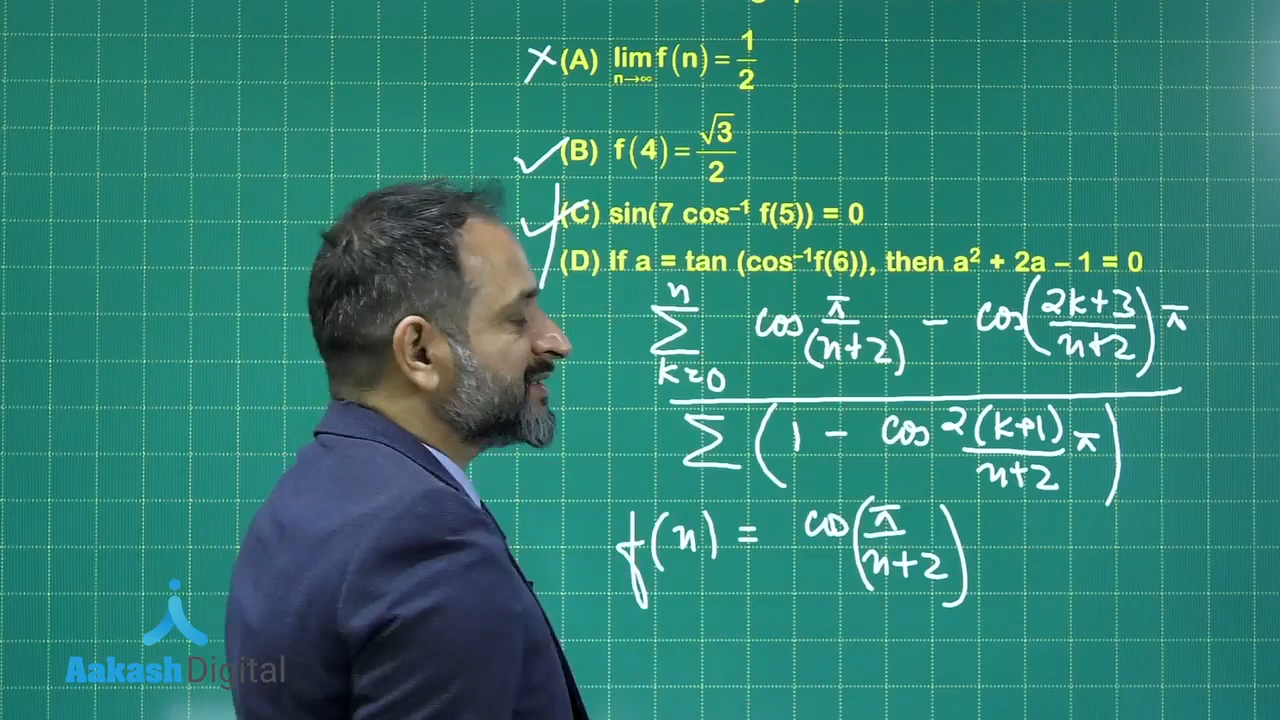 (A) lim n→∞ f(n) = 1/2
(B) f(4) = √3/2
(C) sin(7 cos⁻¹ f(5)) = 0
(D) If a = tan (cos⁻¹f(6)), then a² + 2a – 1 = 0
n
∑ cos π/(n+2) − cos((2k+3)/(n+2))π
k=0
∑ (1 − cos 2(k+1)/(n+2) π)
f(n) = cos(π/(n+2))
Aakash Digital